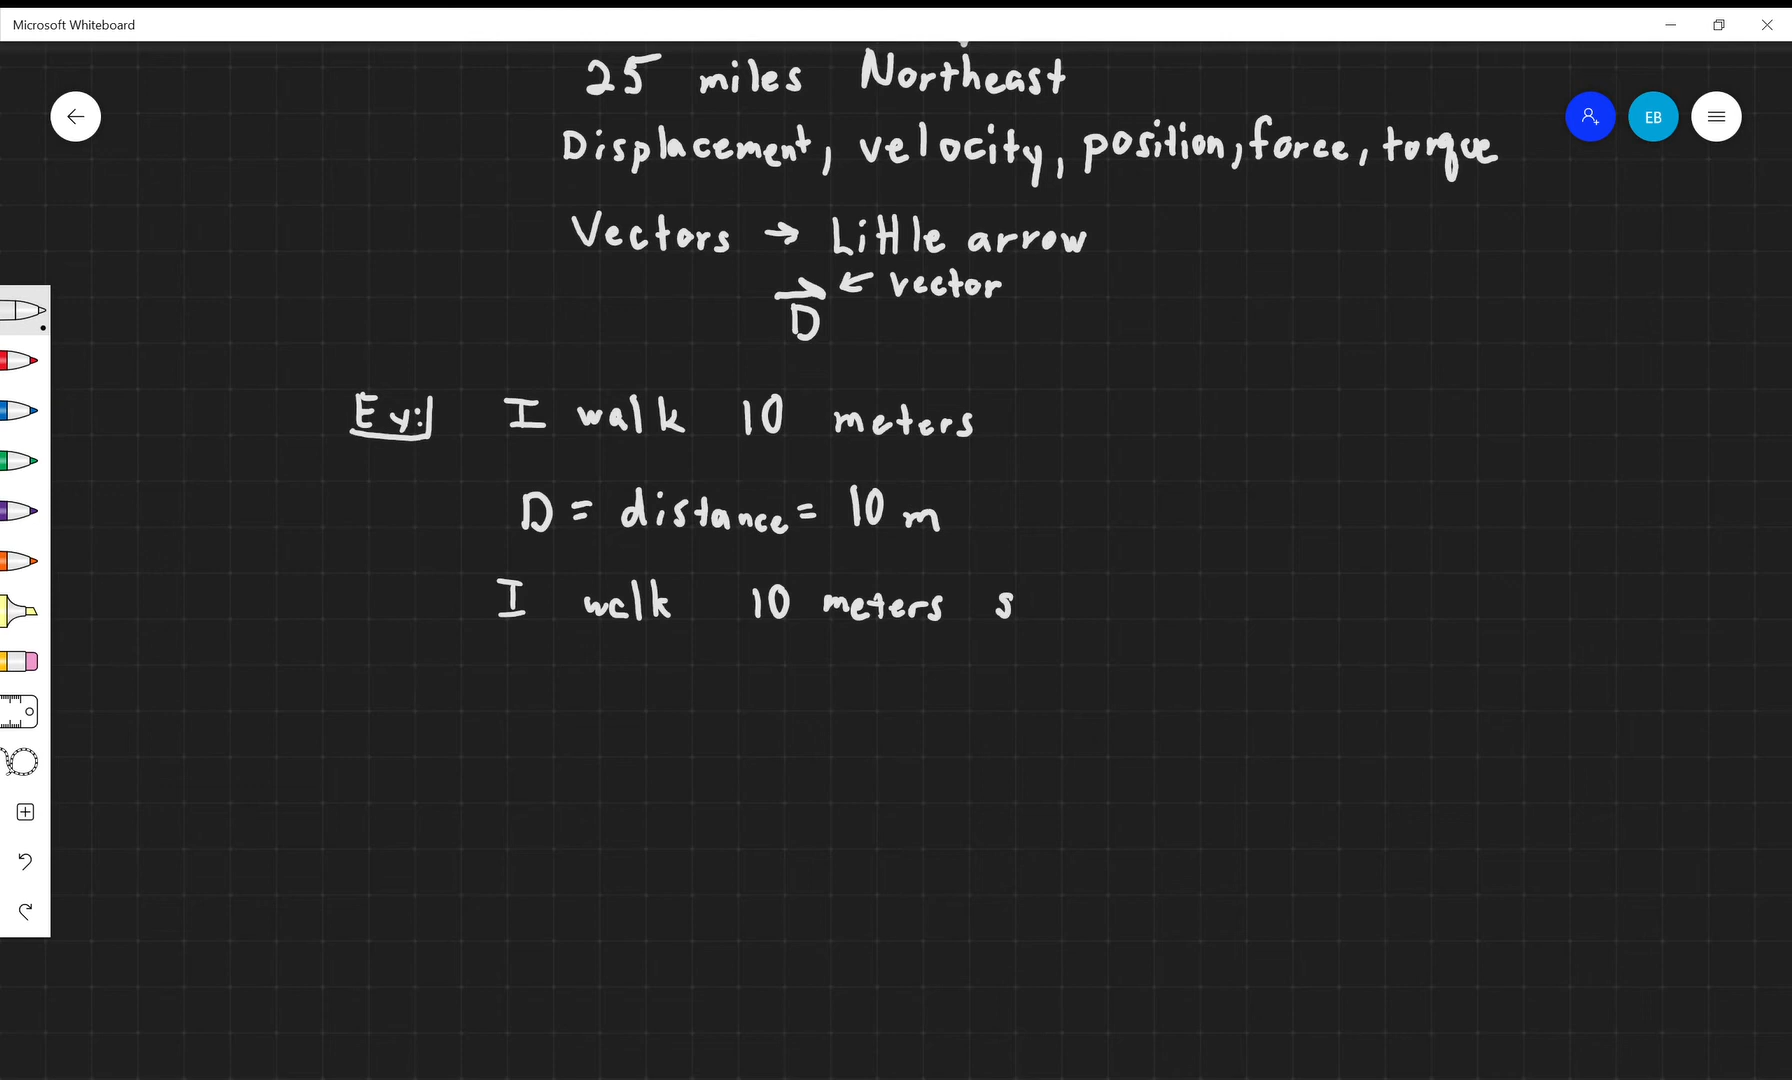 Microsoft Whiteboard
25 miles Northeast
EB
Displacement, velocity, position, force, torque
Vectors → Little arrow
← vector
D
Ey: I walk 10 meters
D = distance = 10 m
I walk 10 meters s